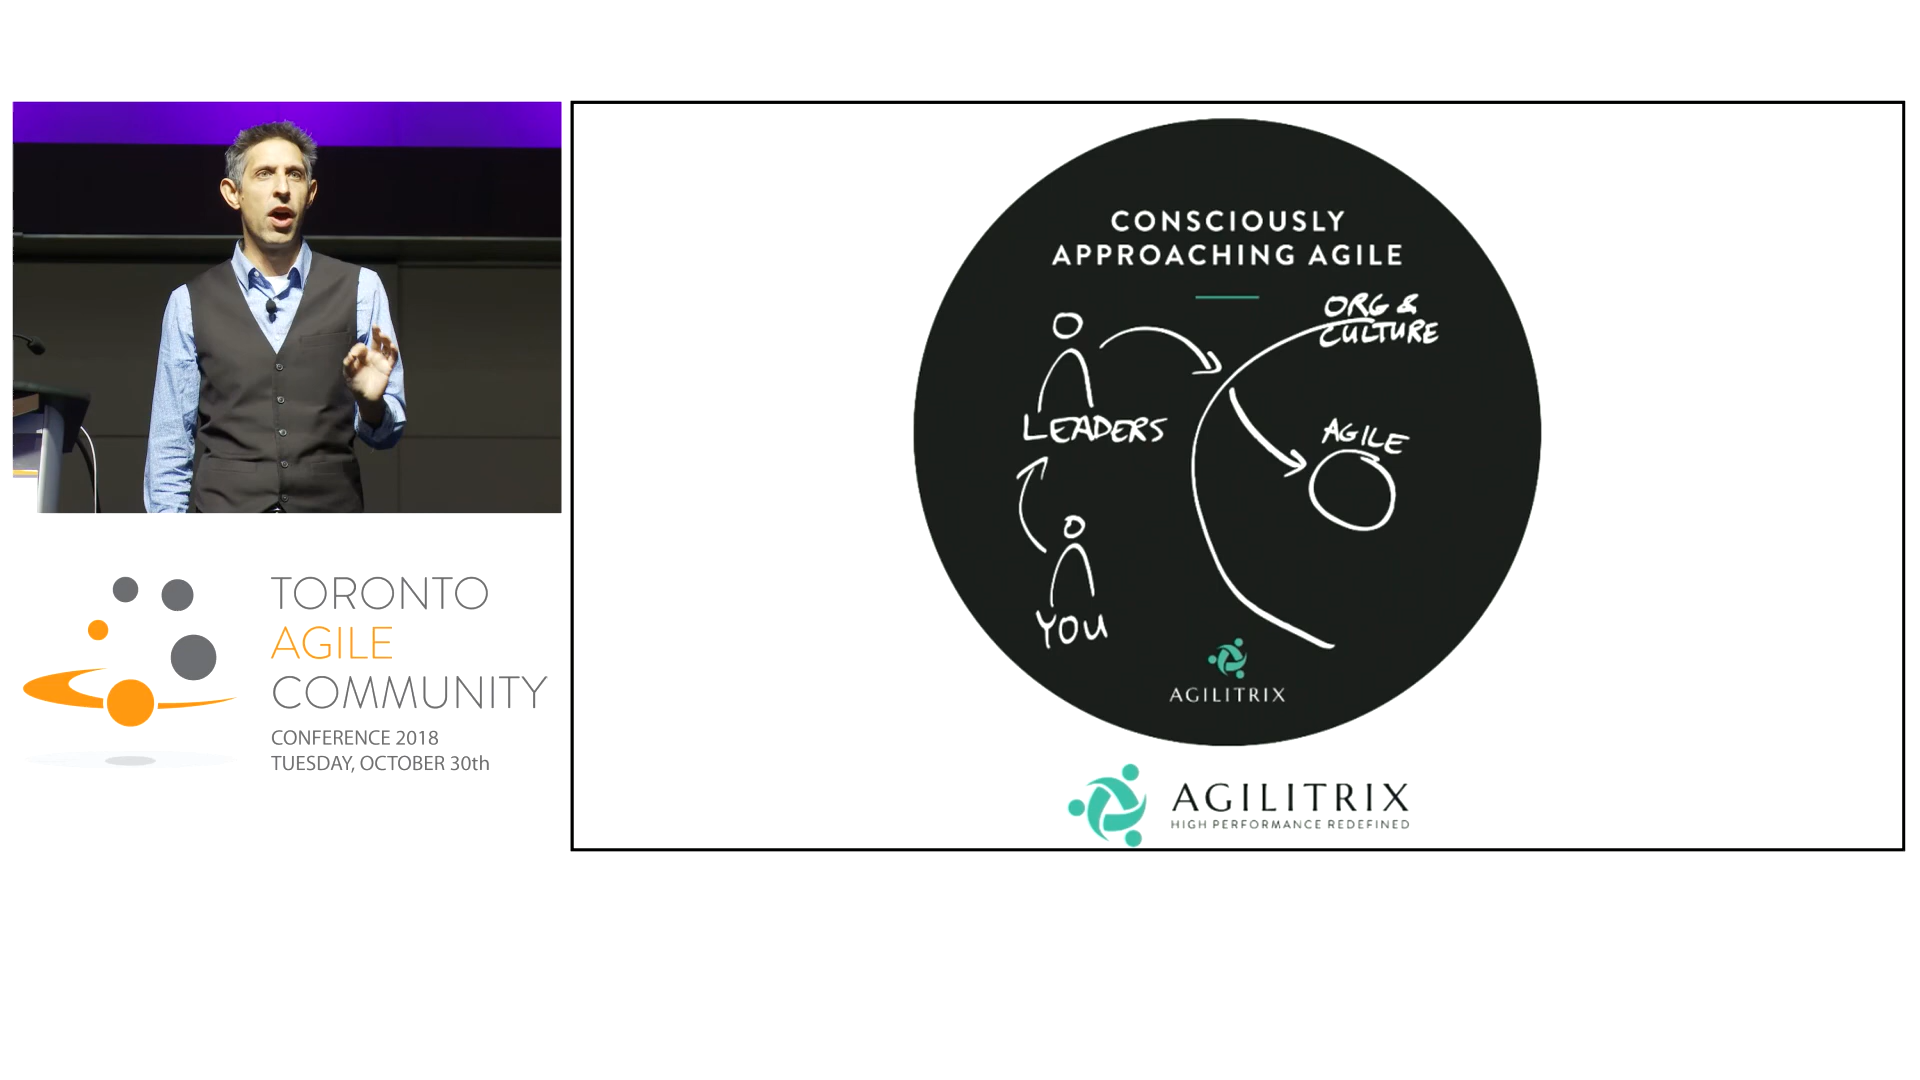 TORONTO
AGILE
COMMUNITY
CONFERENCE 2018
TUESDAY, OCTOBER 30th
CONSCIOUSLY
APPROACHING AGILE
ORG &
CULTURE
LEADERS
AGILE
YOU
AGILITRIX
AGILITRIX
HIGH PERFORMANCE REDEFINED